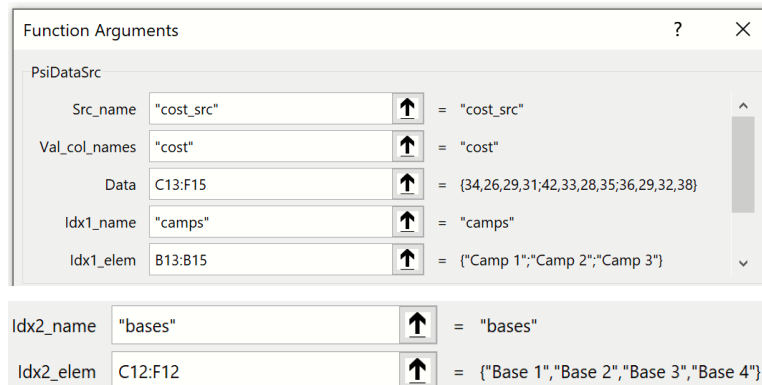 Function Arguments ? ×
PsiDataSrc
Src_name "cost_src" = "cost_src"
Val_col_names "cost" = "cost"
Data C13:F15 = {34,26,29,31;42,33,28,35;36,29,32,38}
Idx1_name "camps" = "camps"
Idx1_elem B13:B15 = {"Camp 1";"Camp 2";"Camp 3"}
Idx2_name "bases" = "bases"
Idx2_elem C12:F12 = {"Base 1","Base 2","Base 3","Base 4"}